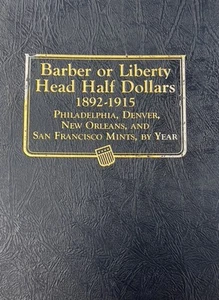 Barber or Liberty
Head Half Dollars
1892-1915
Philadelphia, Denver,
New Orleans, and
San Francisco Mints, by Year